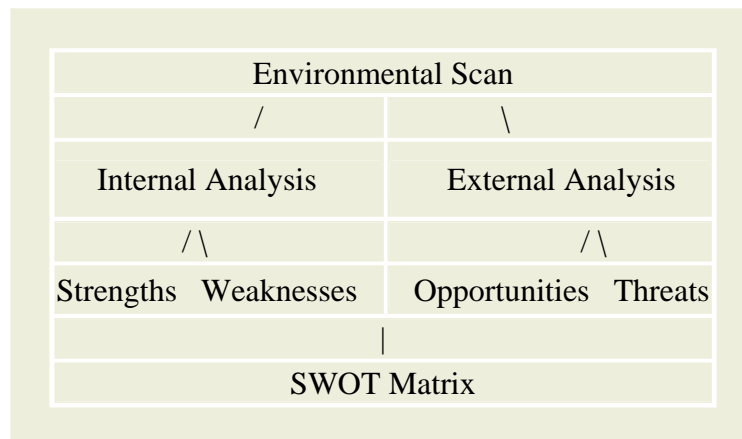 Environmental Scan
/ \
Internal Analysis External Analysis
/ \ / \
Strengths Weaknesses Opportunities Threats
|
SWOT Matrix